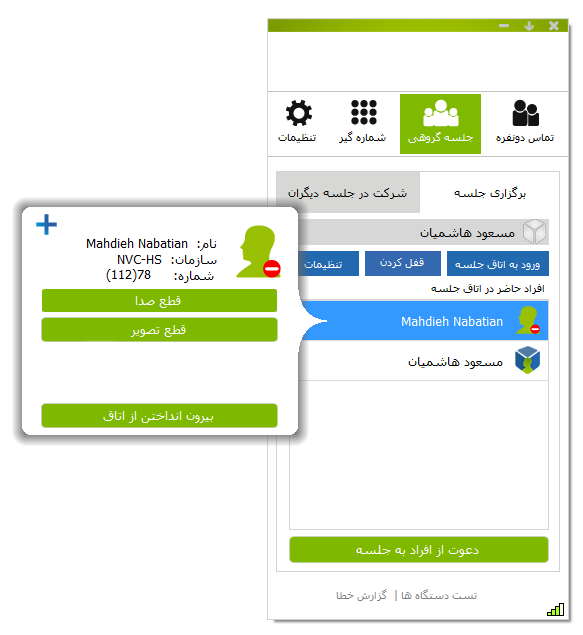 تماس دونفره
جلسه گروهی
شماره گیر
تنظیمات
برگزاری جلسه
شرکت در جلسه دیگران
مسعود هاشمیان
ورود به اتاق جلسه
قفل کردن
تنظیمات
افراد حاضر در اتاق جلسه
Mahdieh Nabatian
مسعود هاشمیان
دعوت از افراد به جلسه
تست دستگاه ها | گزارش خطا
نام: Mahdieh Nabatian
سازمان: NVC-HS
شماره: 78(112)
قطع صدا
قطع تصویر
بیرون انداختن از اتاق